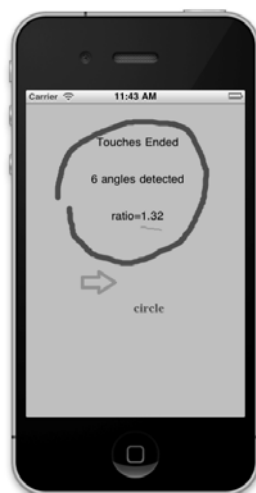 Carrier 11:43 AM
Touches Ended
6 angles detected
ratio=1.32
circle